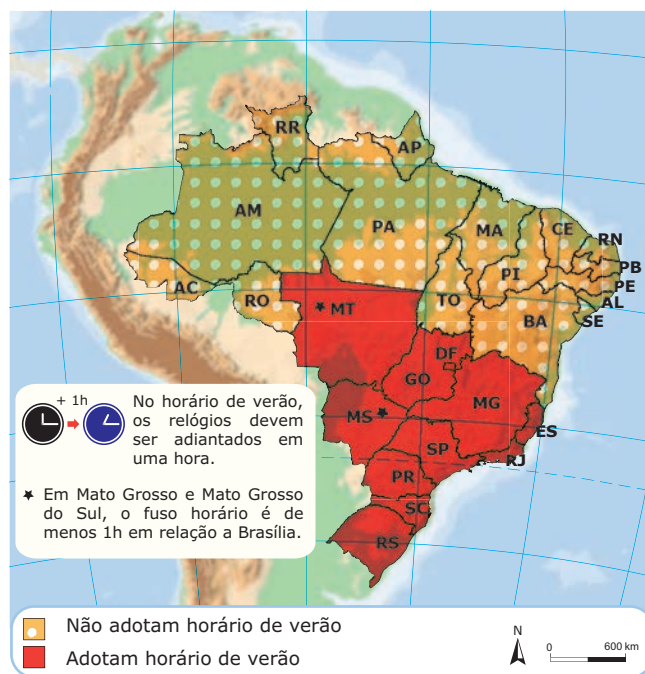 RR
AP
AM
PA
MA
CE
RN
PB
PI
PE
AC
AL
RO
TO
SE
MT
BA
DF
GO
MG
MS
ES
SP
RJ
PR
SC
RS
+ 1h
No horário de verão,
os relógios devem
ser adiantados em
uma hora.
Em Mato Grosso e Mato Grosso
do Sul, o fuso horário é de
menos 1h em relação a Brasília.
Não adotam horário de verão
Adotam horário de verão
N
0 600 km